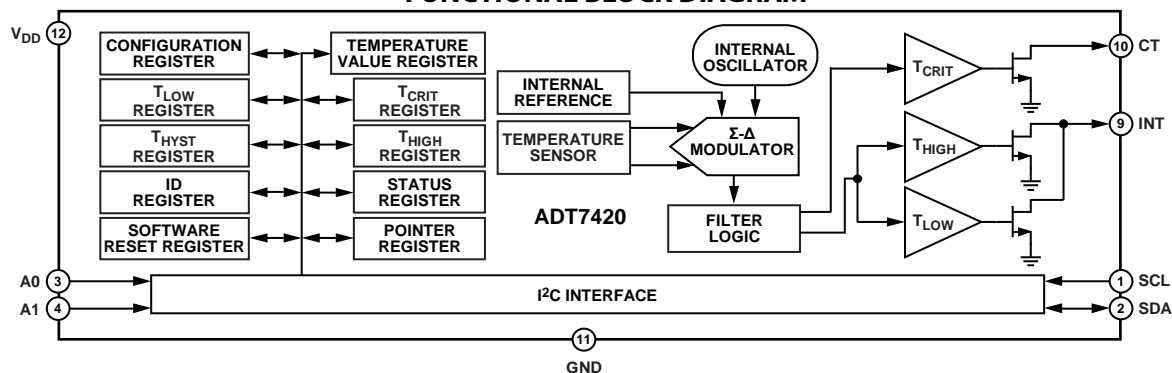 FUNCTIONAL BLOCK DIAGRAM
VDD
12
CONFIGURATION
REGISTER
TEMPERATURE
VALUE REGISTER
TLOW
REGISTER
TCRIT
REGISTER
THYST
REGISTER
THIGH
REGISTER
ID
REGISTER
STATUS
REGISTER
SOFTWARE
RESET REGISTER
POINTER
REGISTER
INTERNAL
OSCILLATOR
INTERNAL
REFERENCE
TEMPERATURE
SENSOR
Σ-Δ
MODULATOR
FILTER
LOGIC
ADT7420
TCRIT
THIGH
TLOW
10
CT
9
INT
A0
3
A1
4
I2C INTERFACE
1
SCL
2
SDA
11
GND